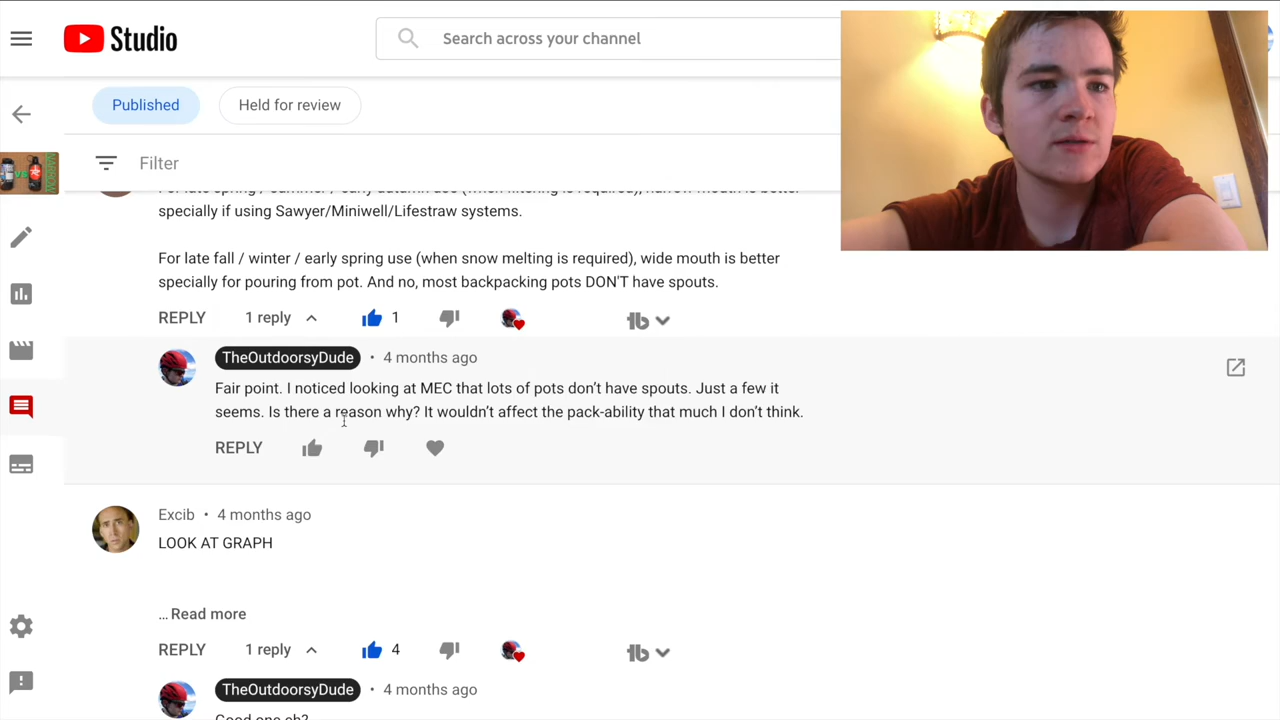 Studio
Search across your channel
Published
Held for review
Filter
specially if using Sawyer/Miniwell/Lifestraw systems.
For late fall / winter / early spring use (when snow melting is required), wide mouth is better
specially for pouring from pot. And no, most backpacking pots DON'T have spouts.
REPLY 1 reply 1
TheOutdoorsyDude • 4 months ago
Fair point. I noticed looking at MEC that lots of pots don’t have spouts. Just a few it
seems. Is there a reason why? It wouldn’t affect the pack-ability that much I don’t think.
REPLY
Excib • 4 months ago
LOOK AT GRAPH
...Read more
REPLY 1 reply 4
TheOutdoorsyDude • 4 months ago
Good one eh?